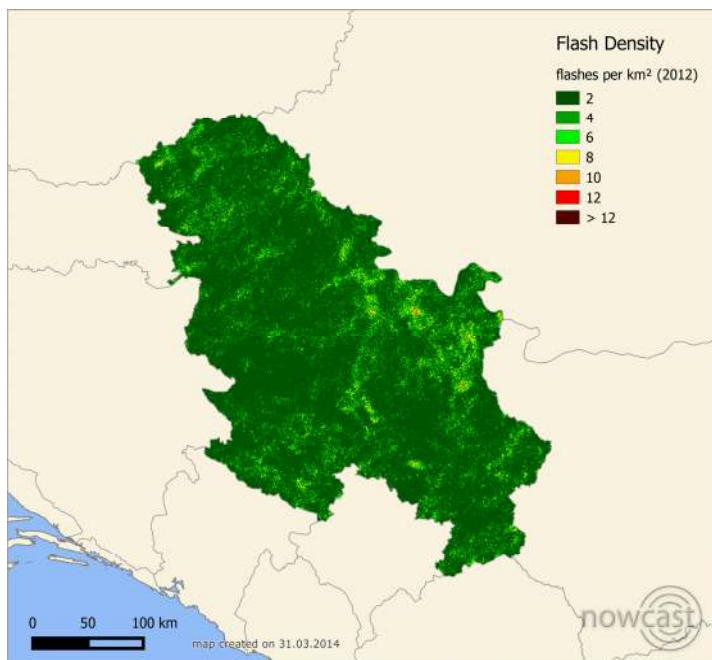 Flash Density
flashes per km² (2012)
2
4
6
8
10
12
> 12
0 50 100 km
map created on 31.03.2014
nowcast